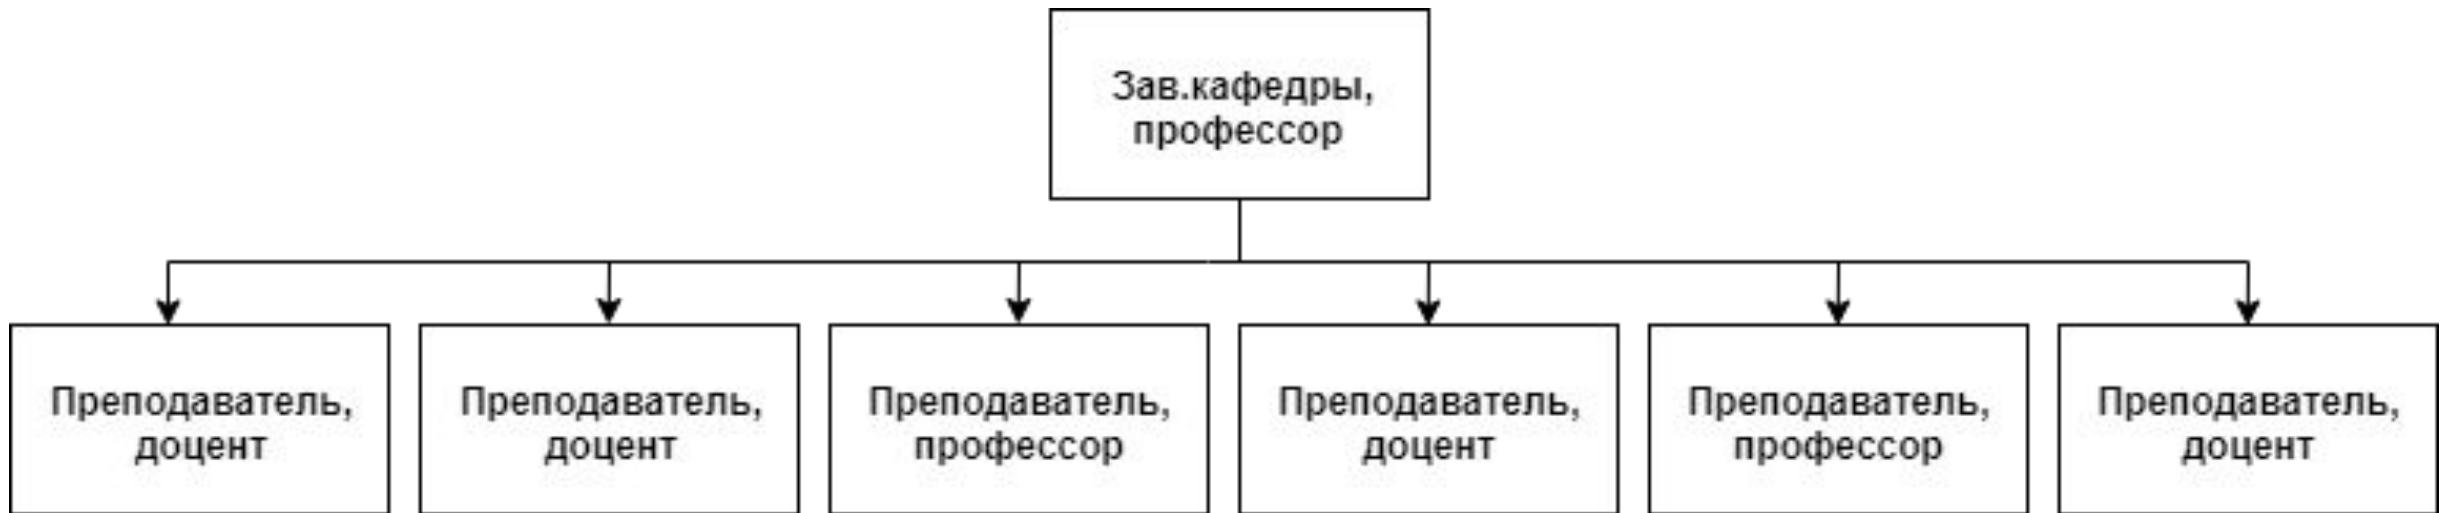 Зав.кафедры,
профессор
Преподаватель,
доцент
Преподаватель,
доцент
Преподаватель,
профессор
Преподаватель,
доцент
Преподаватель,
профессор
Преподаватель,
доцент